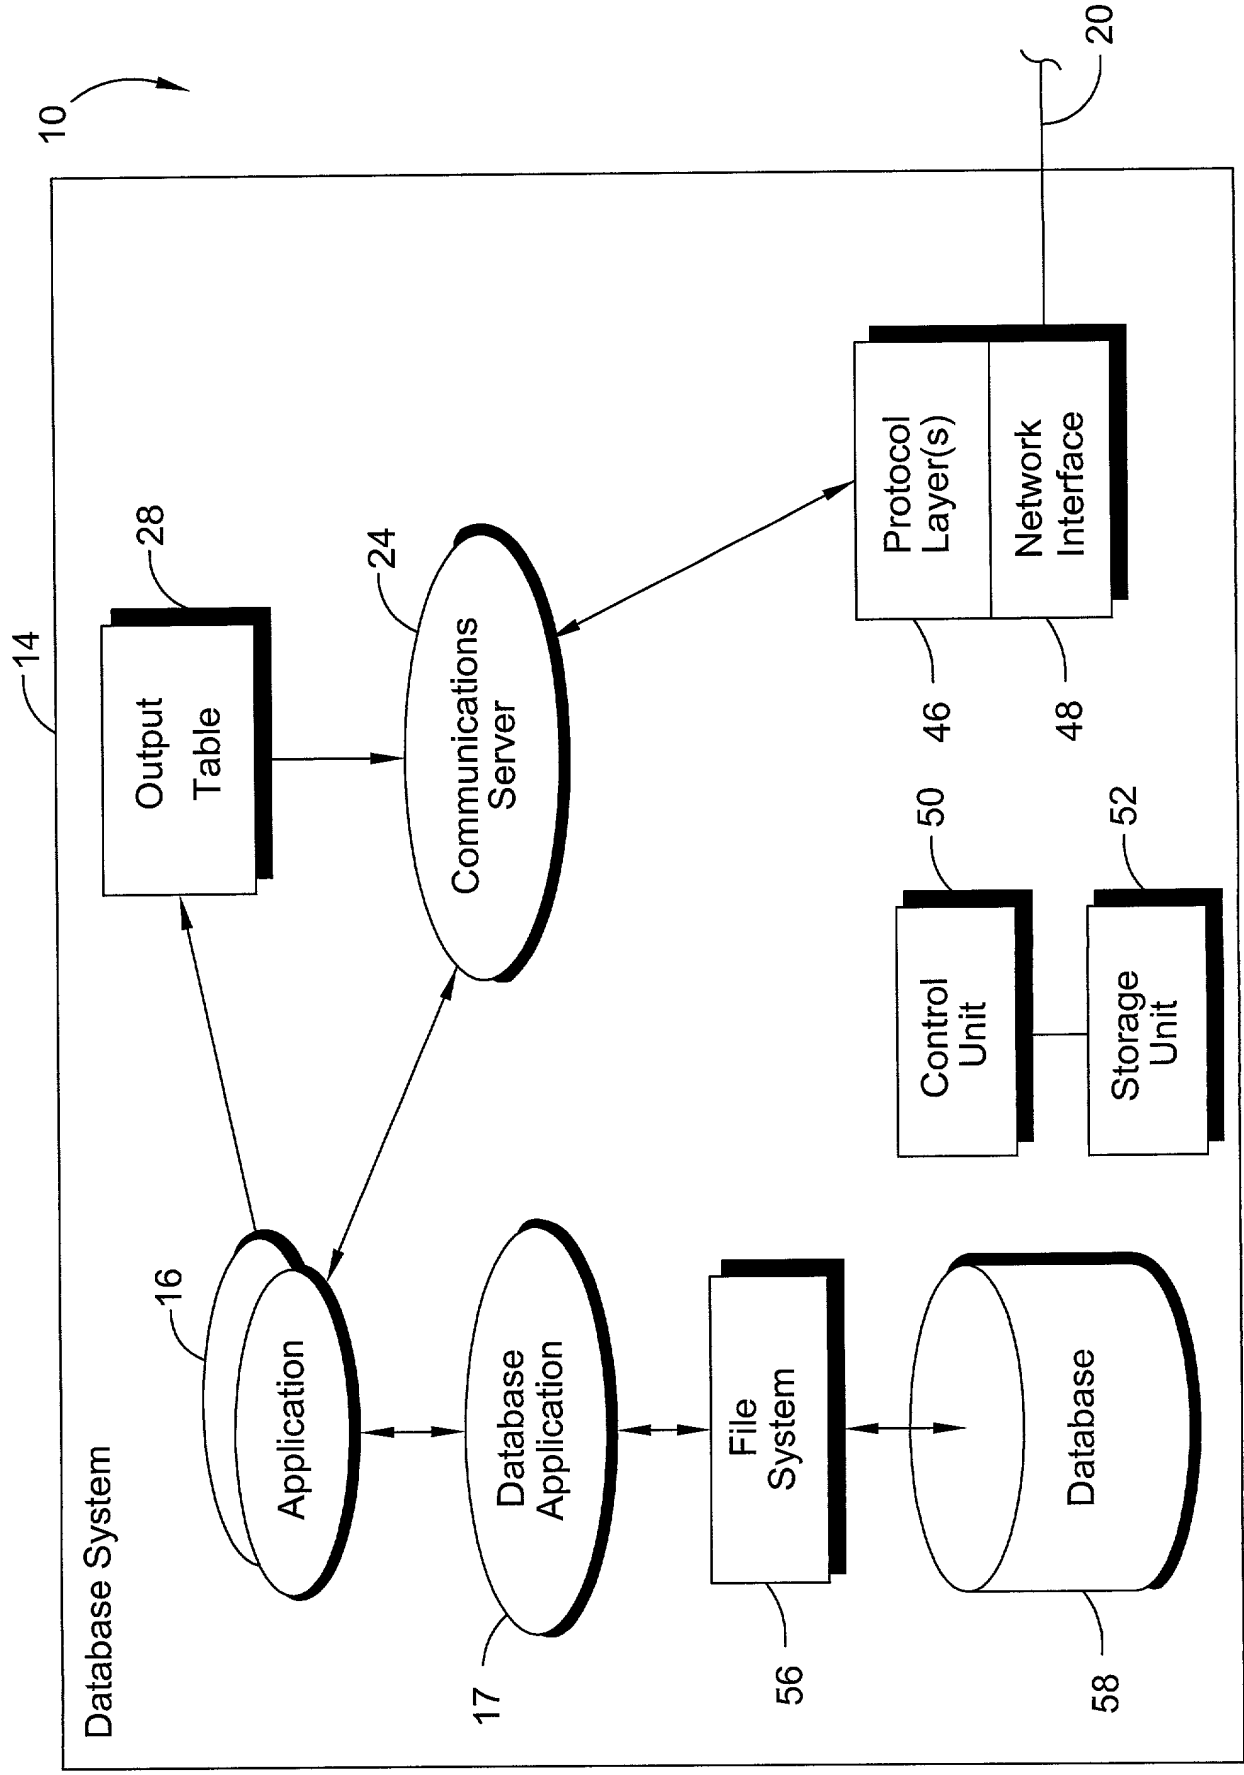 10
14
Database System
16
Application
Output
Table
28
24
Communications
Server
17
Database
Application
56
File
System
58
Database
Control
Unit
50
Storage
Unit
52
Protocol
Layer(s)
46
Network
Interface
48
20